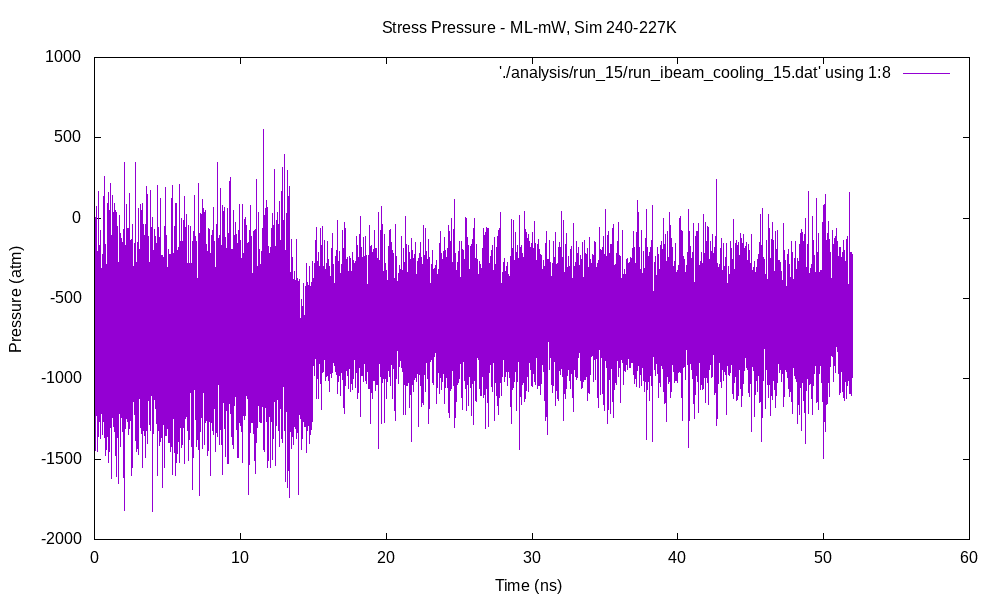 Stress Pressure - ML-mW, Sim 240-227K
'./analysis/run_15/run_ibeam_cooling_15.dat' using 1:8
1000
500
0
-500
-1000
-1500
-2000
Pressure (atm)
0 10 20 30 40 50 60
Time (ns)